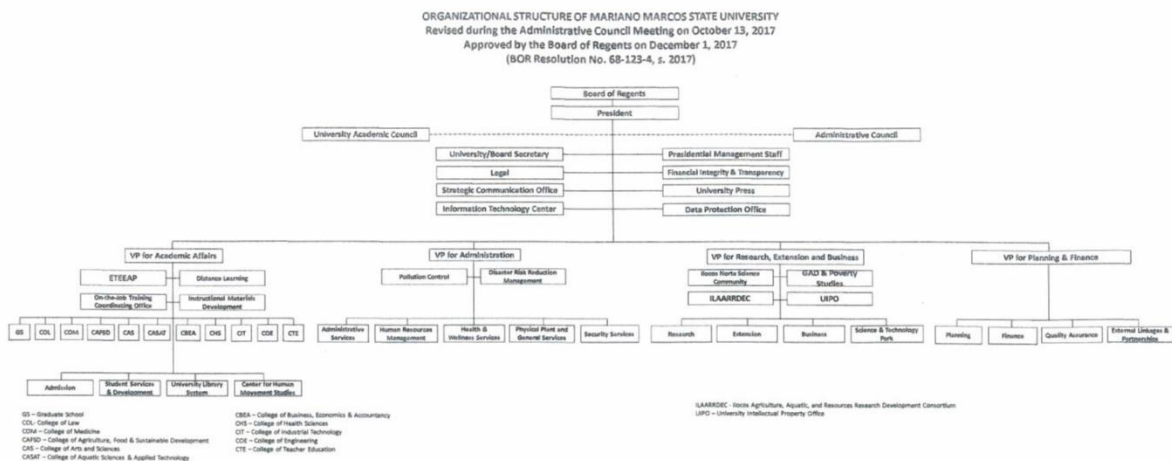 ORGANIZATIONAL STRUCTURE OF MARIANO MARCOS STATE UNIVERSITY
Revised during the Administrative Council Meeting on October 13, 2017
Approved by the Board of Regents on December 1, 2017
(BOR Resolution No. 68-123-4, s. 2017)
Board of Regents
President
University Academic Council
Administrative Council
University/Board Secretary
Presidential Management Staff
Legal
Financial Integrity & Transparency
Strategic Communication Office
University Press
Information Technology Center
Data Protection Office
VP for Academic Affairs
VP for Administration
VP for Research, Extension and Business
VP for Planning & Finance
ETEEAP
Distance Learning
Pollution Control
Disaster Risk Reduction
Management
Ilocos Norte Science
Community
GAD & Poverty
Studies
On-the-Job Training
Coordinating Office
Instructional Materials
Development
ILAARRDEC
UIPO
GS
COL
COM
CAFSD
CAS
CASAT
CBEA
CHS
CIT
COE
CTE
Administrative
Services
Human Resources
Management
Health &
Wellness Services
Physical Plant and
General Services
Security Services
Research
Extension
Business
Science & Technology
Park
Planning
Finance
Quality Assurance
External Linkages &
Partnerships
Admission
Student Services
& Development
University Library
System
Center for Human
Movement Studies
GS – Graduate School
COL- College of Law
COM – College of Medicine
CAFSD – College of Agriculture, Food & Sustainable Development
CAS – College of Arts and Sciences
CASAT – College of Aquatic Sciences & Applied Technology
CBEA – College of Business, Economics & Accountancy
CHS – College of Health Sciences
CIT – College of Industrial Technology
COE – College of Engineering
CTE – College of Teacher Education
ILAARRDEC - Ilocos Agriculture, Aquatic, and Resources Research Development Consortium
UIPO – University Intellectual Property Office